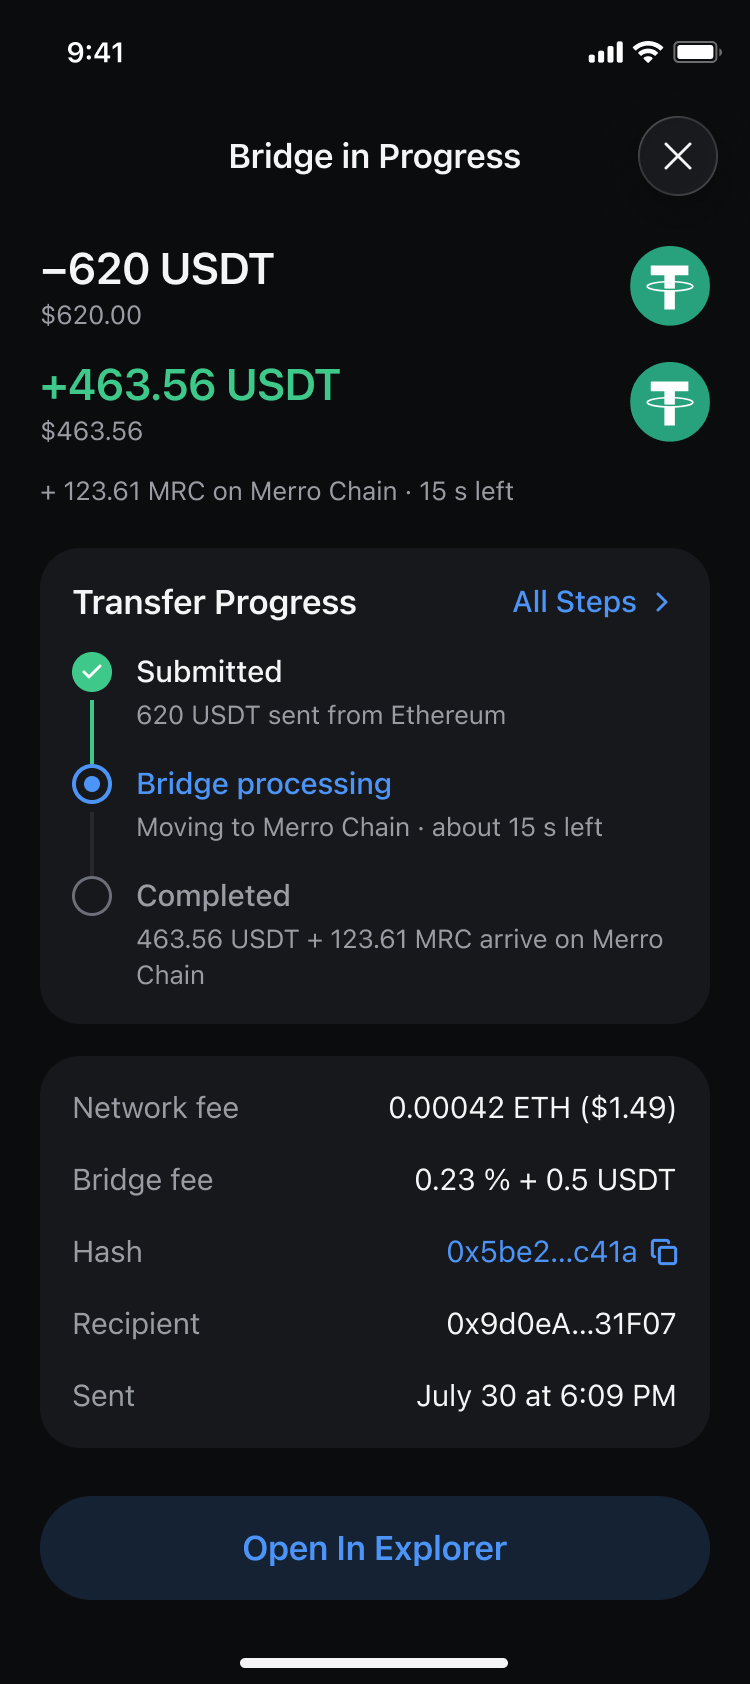 9:41
Bridge in Progress
–620 USDT
$620.00
+463.56 USDT
$463.56
+ 123.61 MRC on Merro Chain · 15 s left
Transfer Progress
All Steps
Submitted
620 USDT sent from Ethereum
Bridge processing
Moving to Merro Chain · about 15 s left
Completed
463.56 USDT + 123.61 MRC arrive on Merro
Chain
Network fee
0.00042 ETH ($1.49)
Bridge fee
0.23 % + 0.5 USDT
Hash
0x5be2...c41a
Recipient
0x9d0eA...31F07
Sent
July 30 at 6:09 PM
Open In Explorer